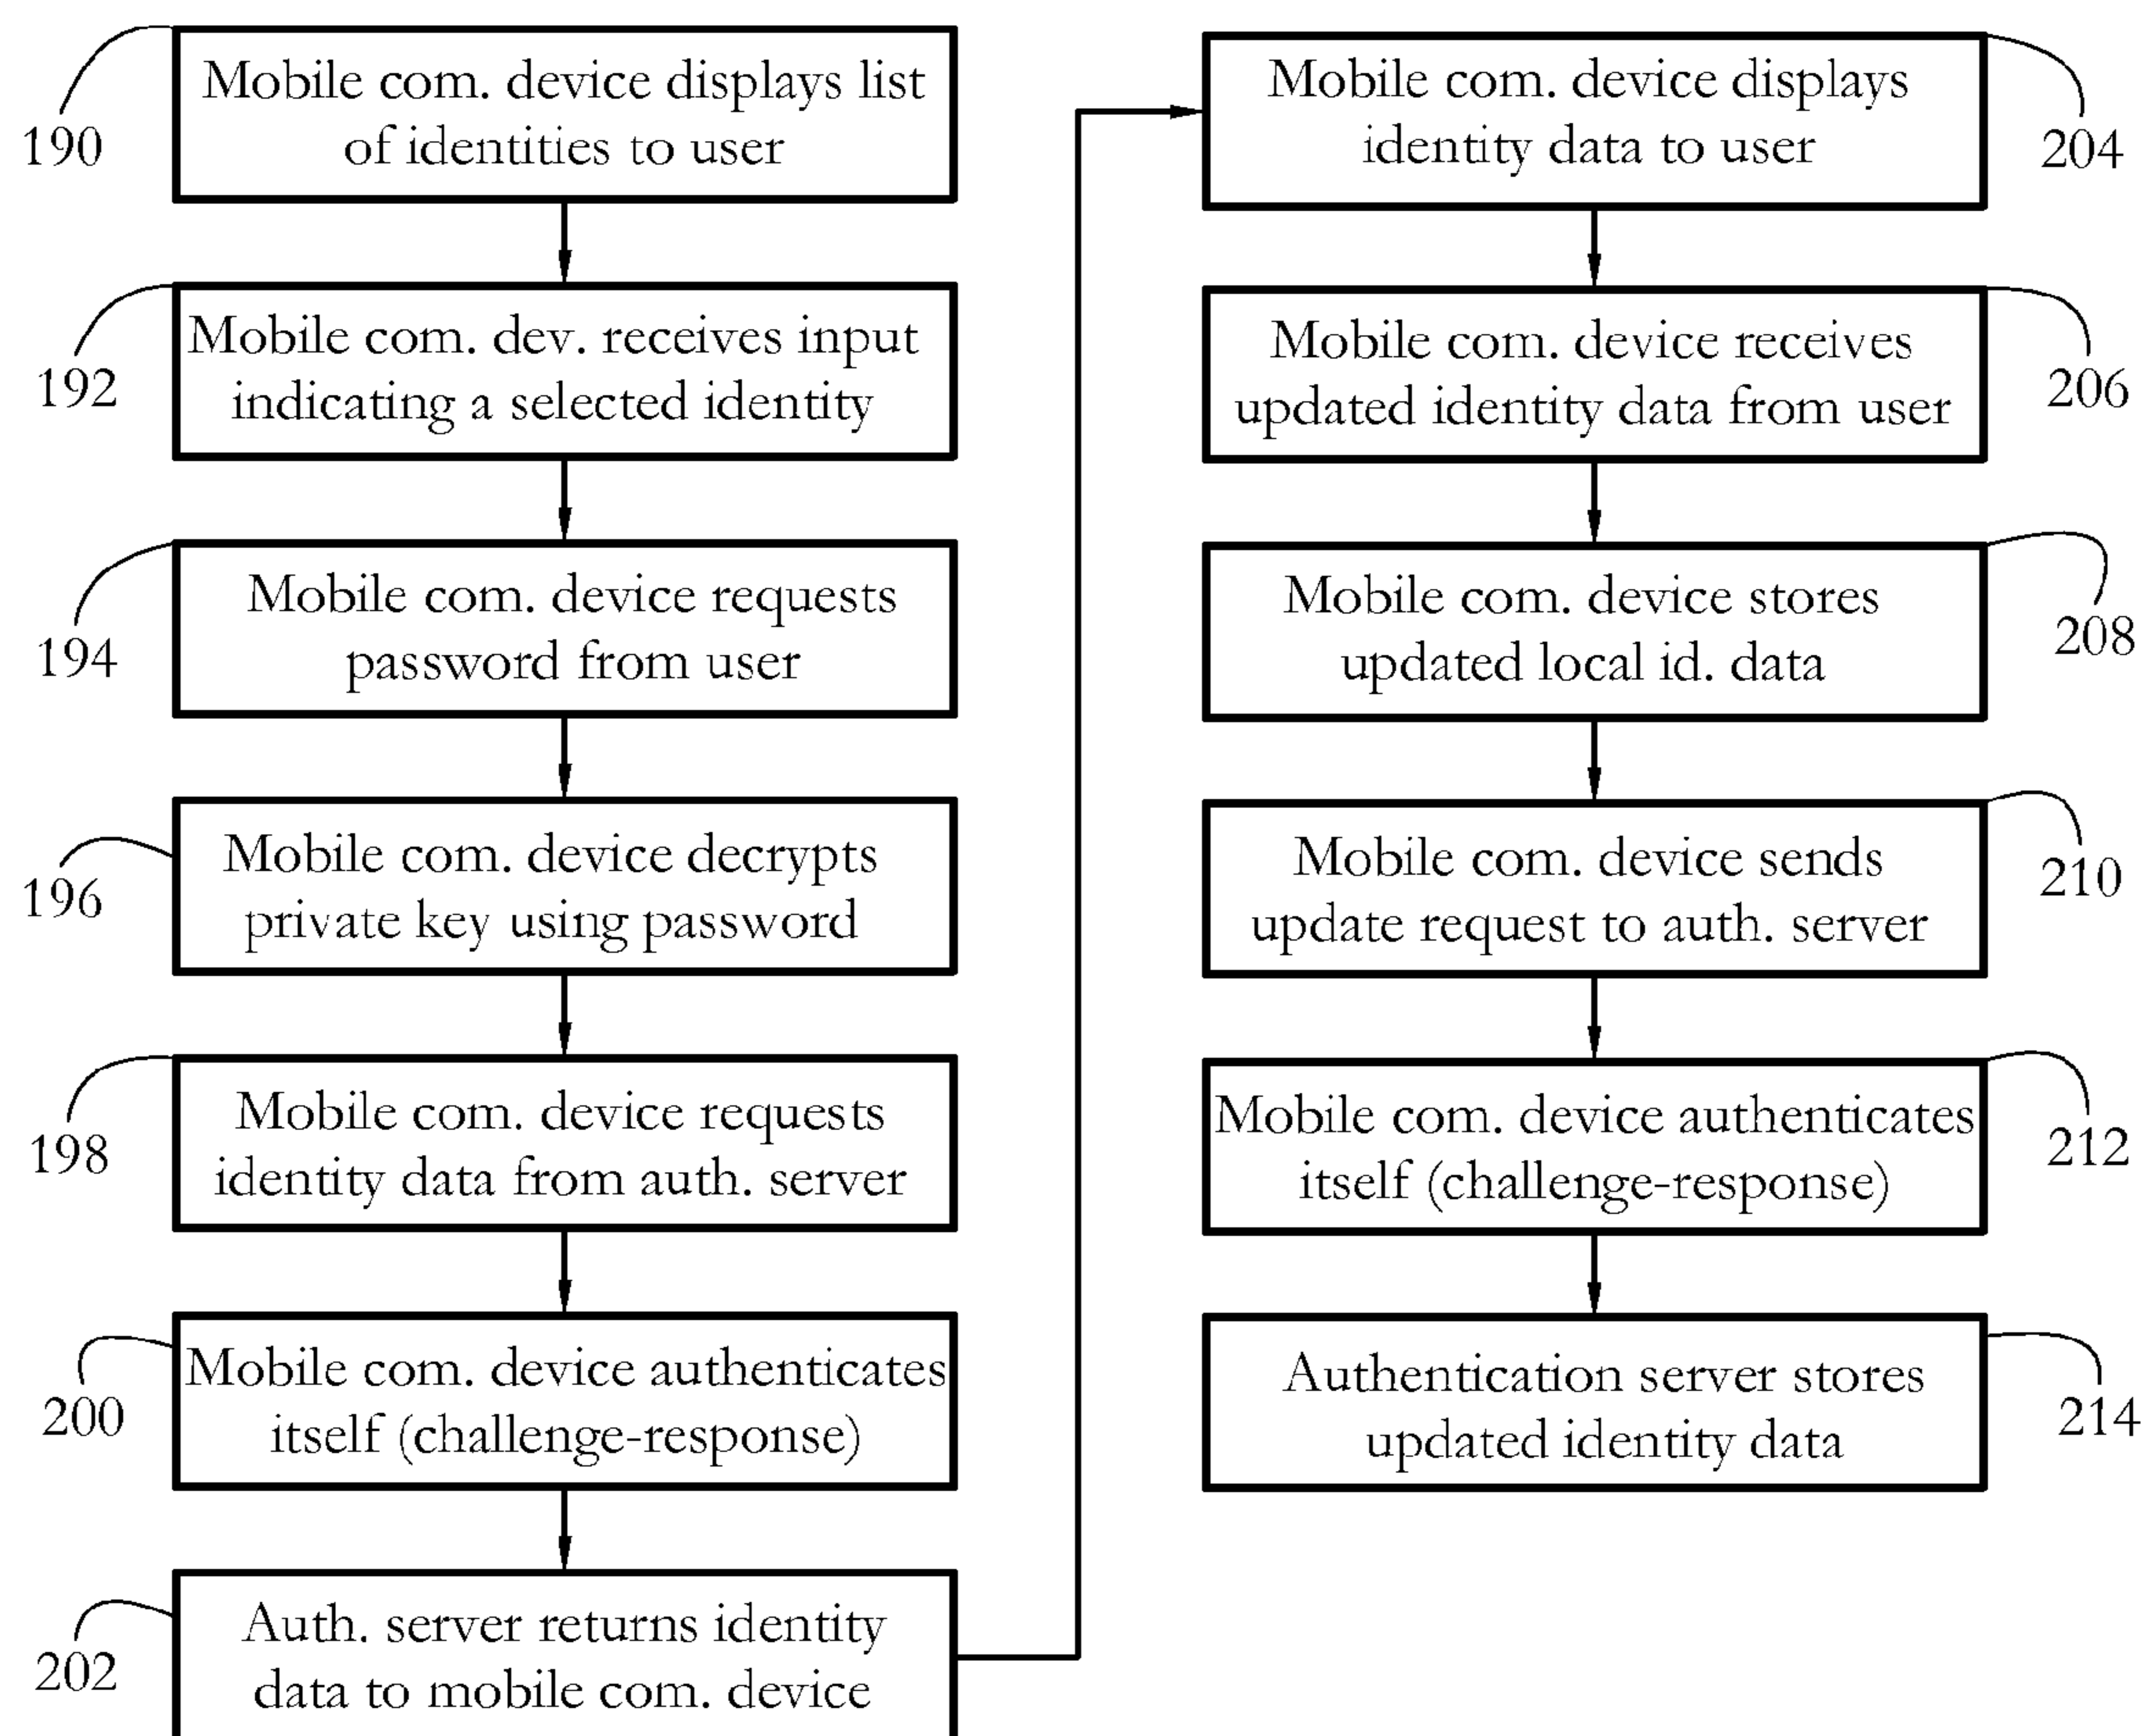 190
Mobile com. device displays list
of identities to user
192
Mobile com. dev. receives input
indicating a selected identity
194
Mobile com. device requests
password from user
196
Mobile com. device decrypts
private key using password
198
Mobile com. device requests
identity data from auth. server
200
Mobile com. device authenticates
itself (challenge-response)
202
Auth. server returns identity
data to mobile com. device
204
Mobile com. device displays
identity data to user
206
Mobile com. device receives
updated identity data from user
208
Mobile com. device stores
updated local id. data
210
Mobile com. device sends
update request to auth. server
212
Mobile com. device authenticates
itself (challenge-response)
214
Authentication server stores
updated identity data